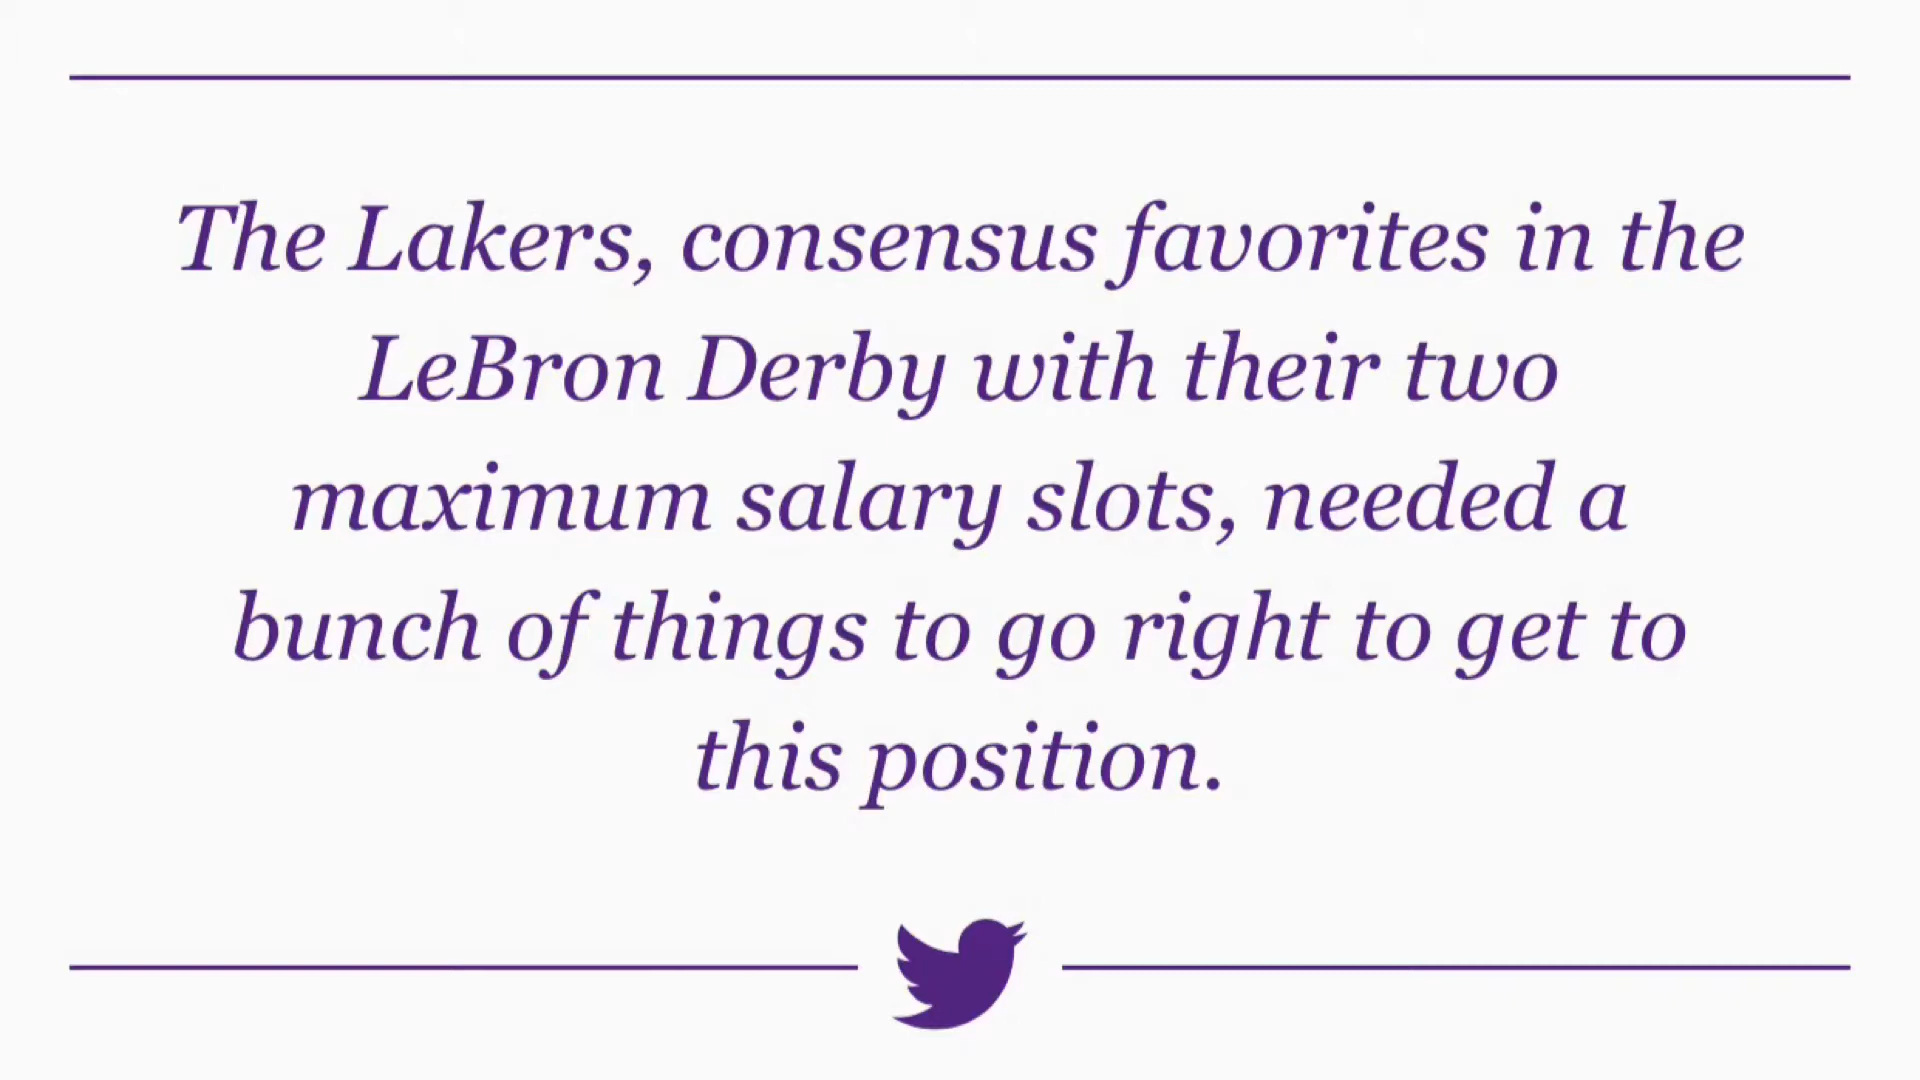 The Lakers, consensus favorites in the
LeBron Derby with their two
maximum salary slots, needed a
bunch of things to go right to get to
this position.